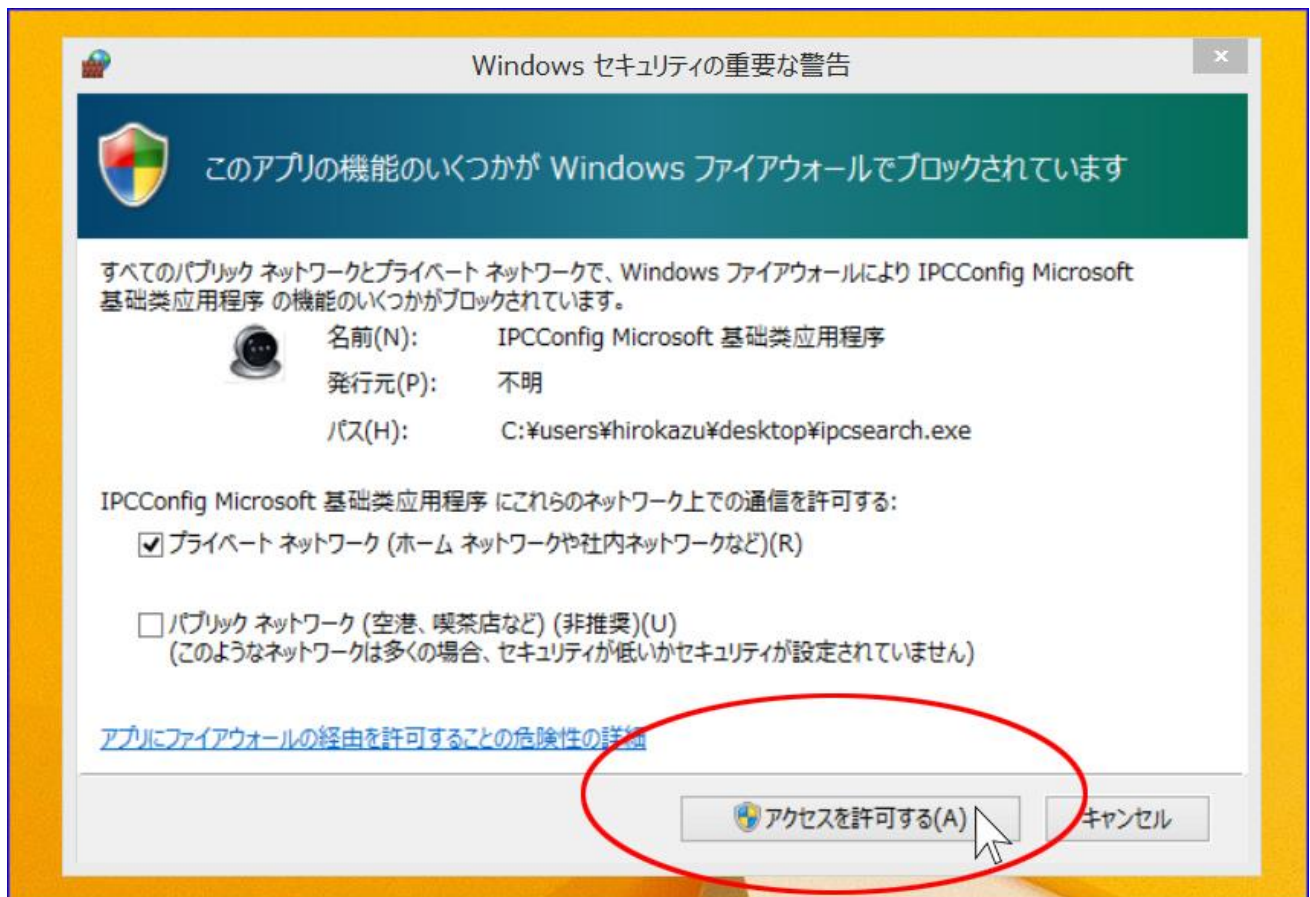 Windows セキュリティの重要な警告
x
このアプリの機能のいくつかが Windows ファイアウォールでブロックされています
すべてのパブリック ネットワークとプライベート ネットワークで、Windows ファイアウォールにより IPCConfig Microsoft
基础类应用程序 の機能のいくつかがブロックされています。
名前(N): IPCConfig Microsoft 基础类应用程序
発行元(P): 不明
パス(H): C:¥users¥hirokazu¥desktop¥ipcsearch.exe
IPCConfig Microsoft 基础类应用程序 にこれらのネットワーク上での通信を許可する:
プライベート ネットワーク (ホーム ネットワークや社内ネットワークなど)(R)
パブリック ネットワーク (空港、喫茶店など) (非推奨)(U)
(このようなネットワークは多くの場合、セキュリティが低いかセキュリティが設定されていません)
アプリにファイアウォールの経由を許可することの危険性の詳細
アクセスを許可する(A) キャンセル